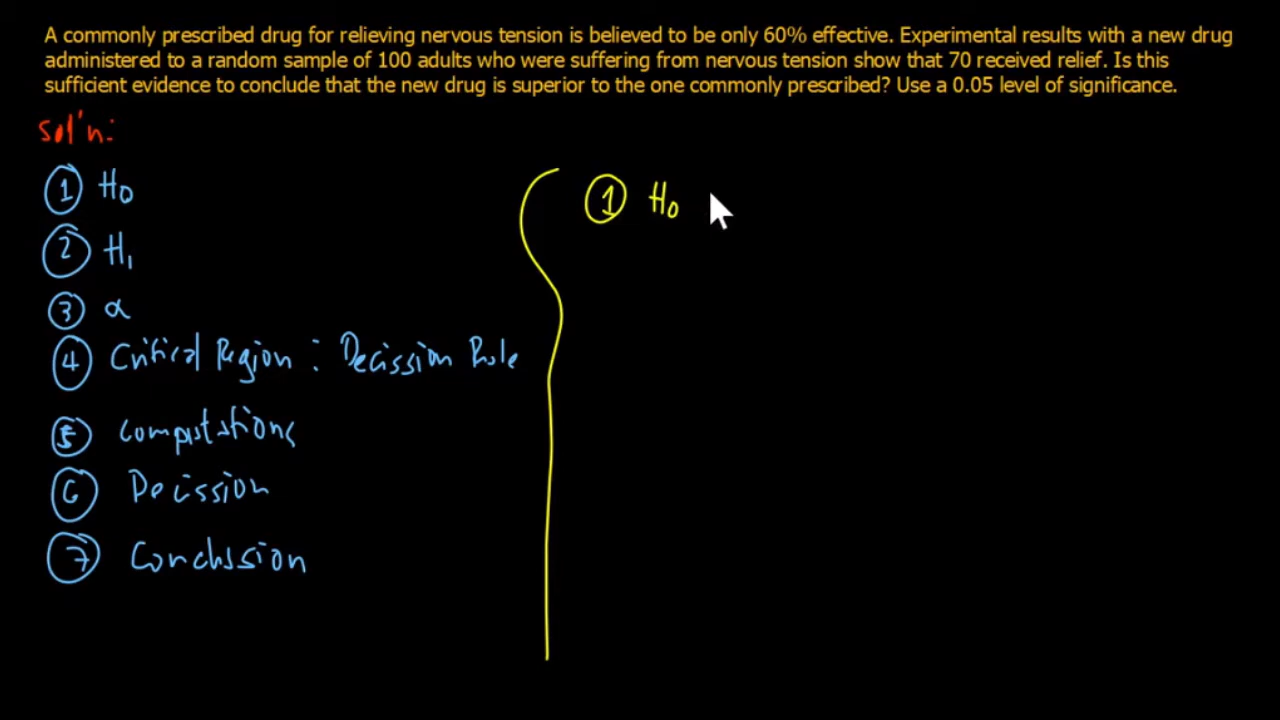 A commonly prescribed drug for relieving nervous tension is believed to be only 60% effective. Experimental results with a new drug
administered to a random sample of 100 adults who were suffering from nervous tension show that 70 received relief. Is this
sufficient evidence to conclude that the new drug is superior to the one commonly prescribed? Use a 0.05 level of significance.
Sol'n:
① H₀
② H₁
③ α
④ Critical Region : Decission Rule
⑤ Computations
⑥ Decission
⑦ Conclusion
① H₀